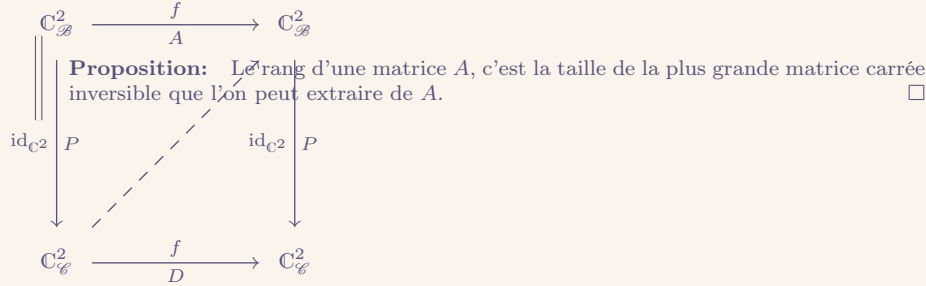 ℂ²_ℬ f ℂ²_ℬ
A
Proposition: Le rang d'une matrice A, c'est la taille de la plus grande matrice carrée
inversible que l'on peut extraire de A. □
id_ℂ² P id_ℂ² P
f
ℂ²_𝒞 ℂ²_𝒞
D